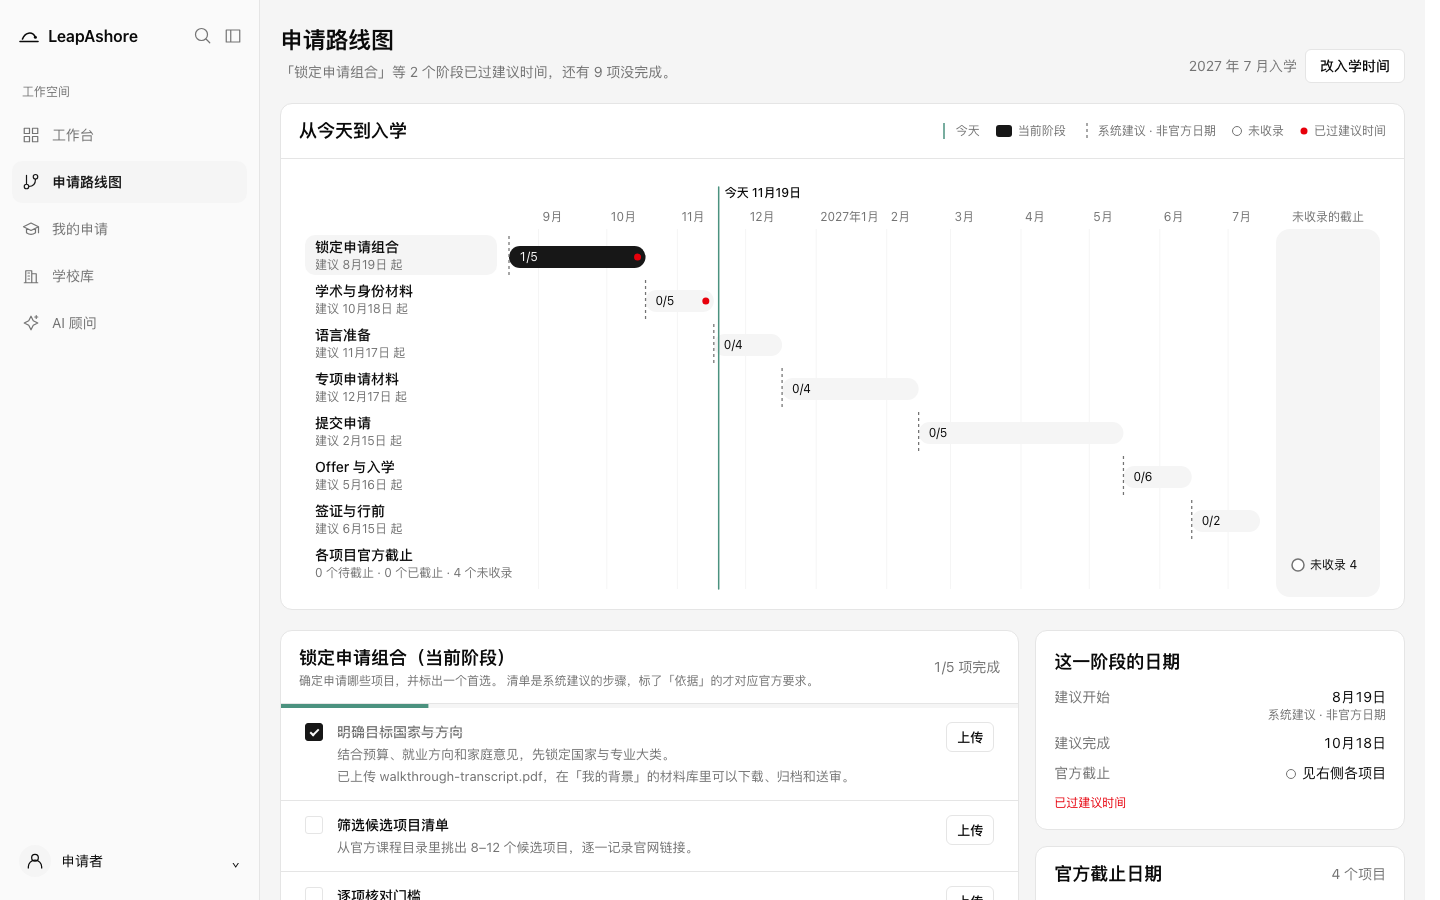 LeapAshore
工作空间
工作台
申请路线图
我的申请
学校库
AI 顾问
申请者
申请路线图
「锁定申请组合」等 2 个阶段已过建议时间，还有 9 项没完成。
2027 年 7 月入学
改入学时间
从今天到入学
今天
当前阶段
系统建议 · 非官方日期
未收录
已过建议时间
今天 11月19日
9月
10月
11月
12月
2027年1月
2月
3月
4月
5月
6月
7月
未收录的截止
锁定申请组合
建议 8月19日 起
1/5
学术与身份材料
建议 10月18日 起
0/5
语言准备
建议 11月17日 起
0/4
专项申请材料
建议 12月17日 起
0/4
提交申请
建议 2月15日 起
0/5
Offer 与入学
建议 5月16日 起
0/6
签证与行前
建议 6月15日 起
0/2
各项目官方截止
0 个待截止 · 0 个已截止 · 4 个未收录
未收录 4
锁定申请组合（当前阶段）
确定申请哪些项目，并标出一个首选。 清单是系统建议的步骤，标了「依据」的才对应官方要求。
1/5 项完成
明确目标国家与方向
结合预算、就业方向和家庭意见，先锁定国家与专业大类。
已上传 walkthrough-transcript.pdf，在「我的背景」的材料库里可以下载、归档和送审。
上传
筛选候选项目清单
从官方课程目录里挑出 8–12 个候选项目，逐一记录官网链接。
上传
逐项核对门槛
上传
这一阶段的日期
建议开始
8月19日
系统建议 · 非官方日期
建议完成
10月18日
官方截止
见右侧各项目
已过建议时间
官方截止日期
4 个项目